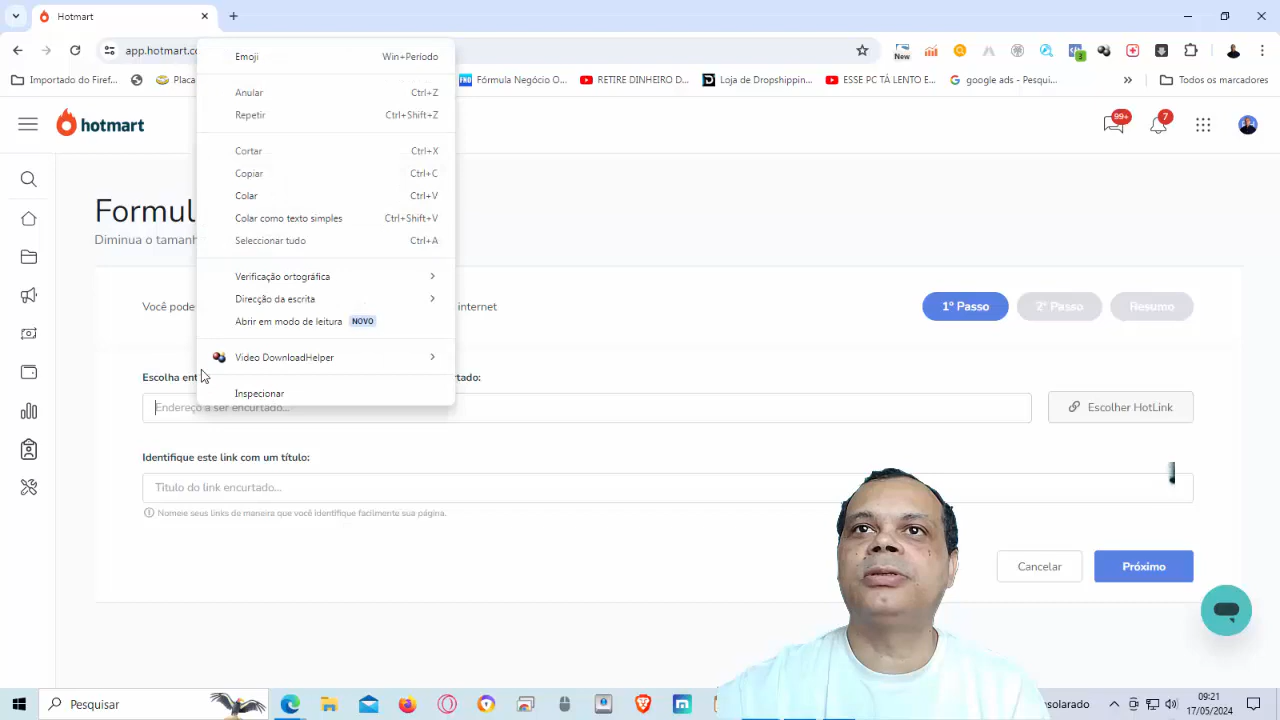 Hotmart
app.hotmart.co
New
2
Importado do Firef...
Placa
Fórmula Negócio O...
RETIRE DINHEIRO D...
Loja de Dropshippin...
ESSE PC TÁ LENTO E...
google ads - Pesqui...
Todos os marcadores
hotmart
99+
7
Emoji Win+Período
Anular Ctrl+Z
Repetir Ctrl+Shift+Z
Cortar Ctrl+X
Copiar Ctrl+C
Colar Ctrl+V
Colar como texto simples Ctrl+Shift+V
Seleccionar tudo Ctrl+A
Verificação ortográfica
Direcção da escrita
Abrir em modo de leitura NOVO
Video DownloadHelper
Inspecionar
Formul
Diminua o tamanh
Você pode internet
1º Passo
2º Passo
Resumo
Escolha ent rtado:
Endereço a ser encurtado...
Escolher HotLink
Identifique este link com um título:
Título do link encurtado...
Nomeie seus links de maneira que você identifique facilmente sua página.
Cancelar
Próximo
Pesquisar
solarado
09:21
17/05/2024